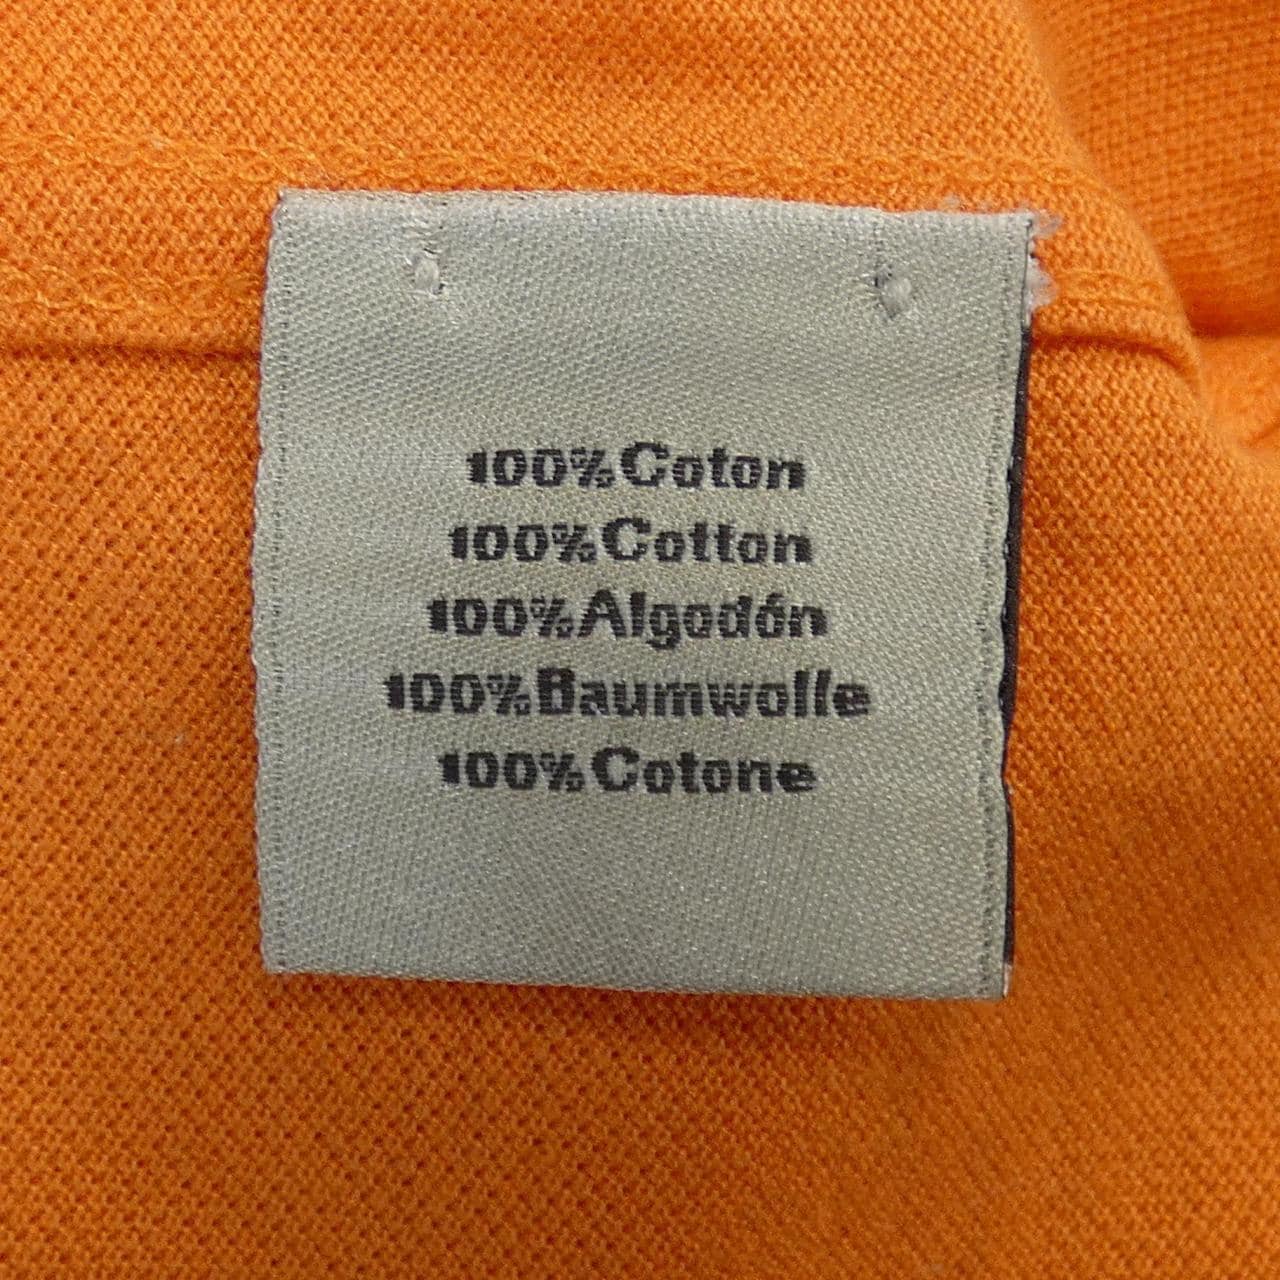 100% Coton
100% Cotton
100% Algodón
100% Baumwolle
100% Cotone